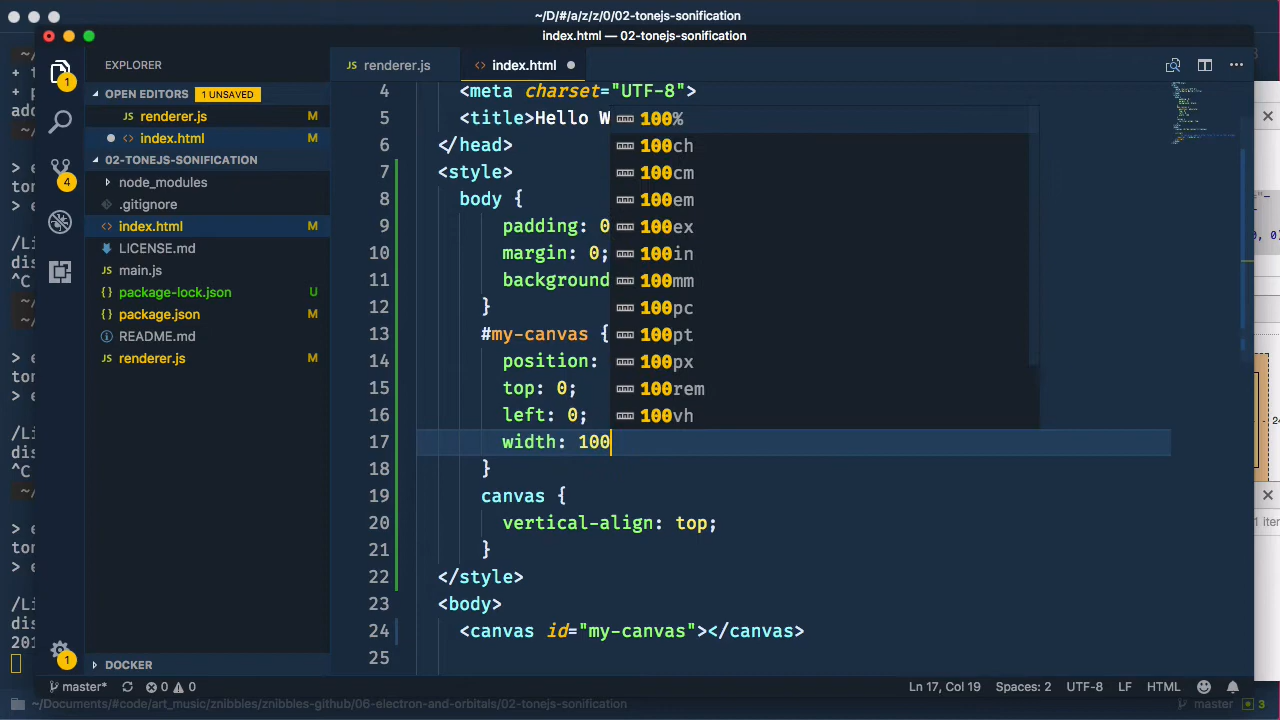 ~/D/#/a/z/z/0/02-tonejs-sonification
index.html — 02-tonejs-sonification
EXPLORER
renderer.js
index.html
OPEN EDITORS 1 UNSAVED
renderer.js M
index.html M
02-TONEJS-SONIFICATION
node_modules
.gitignore
index.html M
LICENSE.md
main.js
package-lock.json U
package.json M
README.md
renderer.js M
DOCKER
4 <meta charset="UTF-8">
5 <title>Hello W
6 </head>
7 <style>
8 body {
9 padding: 0
10 margin: 0;
11 background
12 }
13 #my-canvas {
14 position:
15 top: 0;
16 left: 0;
17 width: 100
18 }
19 canvas {
20 vertical-align: top;
21 }
22 </style>
23 <body>
24 <canvas id="my-canvas"></canvas>
25
100%
100ch
100cm
100em
100ex
100in
100mm
100pc
100pt
100px
100rem
100vh
1
4
1
master* 0 0
Ln 17, Col 19 Spaces: 2 UTF-8 LF HTML
~/Documents/#code/art_music/znibbles/znibbles-github/06-electron-and-orbitals/02-tonejs-sonification
master 3